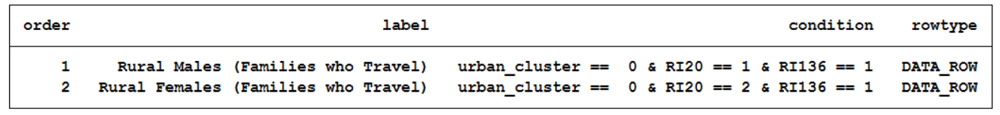 order label condition rowtype
1 Rural Males (Families who Travel) urban_cluster ==  0 & RI20 == 1 & RI136 == 1 DATA_ROW
2 Rural Females (Families who Travel) urban_cluster ==  0 & RI20 == 2 & RI136 == 1 DATA_ROW